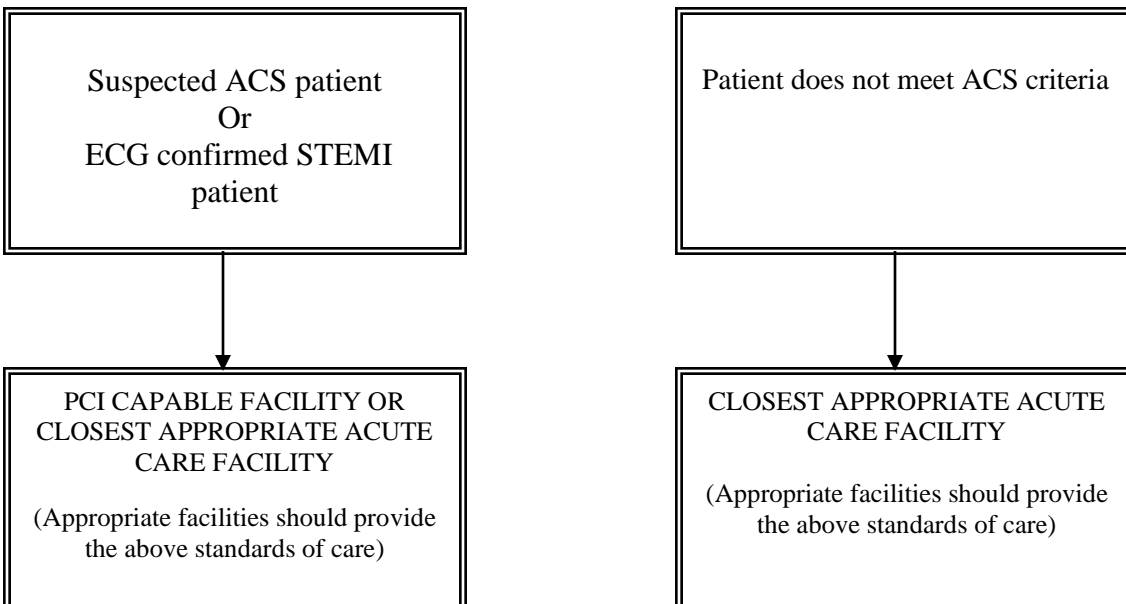 Suspected ACS patient
Or
ECG confirmed STEMI
patient
Patient does not meet ACS criteria
PCI CAPABLE FACILITY OR
CLOSEST APPROPRIATE ACUTE
CARE FACILITY
(Appropriate facilities should provide
the above standards of care)
CLOSEST APPROPRIATE ACUTE
CARE FACILITY
(Appropriate facilities should provide
the above standards of care)